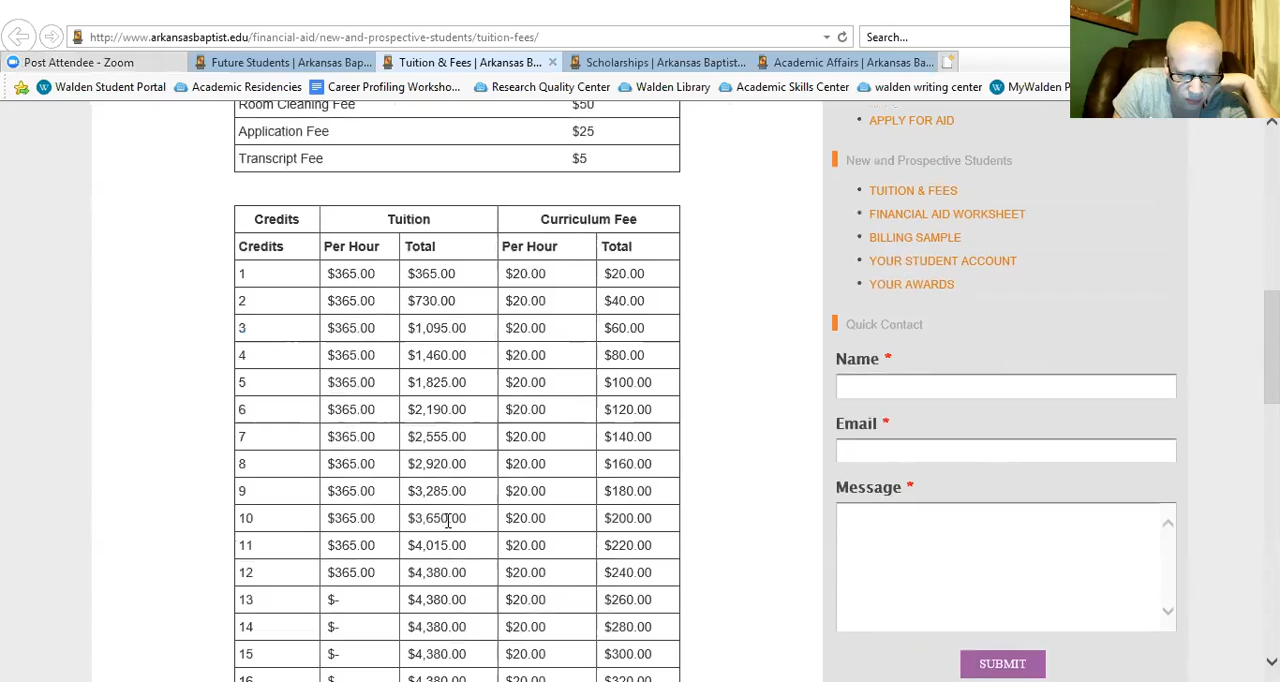 http://www.arkansasbaptist.edu/financial-aid/new-and-prospective-students/tuition-fees/ Search...
Post Attendee - Zoom Future Students | Arkansas Bap... Tuition & Fees | Arkansas B... Scholarships | Arkansas Baptist... Academic Affairs | Arkansas Ba...
Walden Student Portal Academic Residencies Career Profiling Worksho... Research Quality Center Walden Library Academic Skills Center walden writing center MyWalden
Room Cleaning Fee $50
Application Fee $25
Transcript Fee $5
Credits Tuition Curriculum Fee
Credits Per Hour Total Per Hour Total
1 $365.00 $365.00 $20.00 $20.00
2 $365.00 $730.00 $20.00 $40.00
3 $365.00 $1,095.00 $20.00 $60.00
4 $365.00 $1,460.00 $20.00 $80.00
5 $365.00 $1,825.00 $20.00 $100.00
6 $365.00 $2,190.00 $20.00 $120.00
7 $365.00 $2,555.00 $20.00 $140.00
8 $365.00 $2,920.00 $20.00 $160.00
9 $365.00 $3,285.00 $20.00 $180.00
10 $365.00 $3,650.00 $20.00 $200.00
11 $365.00 $4,015.00 $20.00 $220.00
12 $365.00 $4,380.00 $20.00 $240.00
13 $- $4,380.00 $20.00 $260.00
14 $- $4,380.00 $20.00 $280.00
15 $- $4,380.00 $20.00 $300.00
16 $- $4,380.00 $20.00 $320.00
APPLY FOR AID
New and Prospective Students
TUITION & FEES
FINANCIAL AID WORKSHEET
BILLING SAMPLE
YOUR STUDENT ACCOUNT
YOUR AWARDS
Quick Contact
Name *
Email *
Message *
SUBMIT